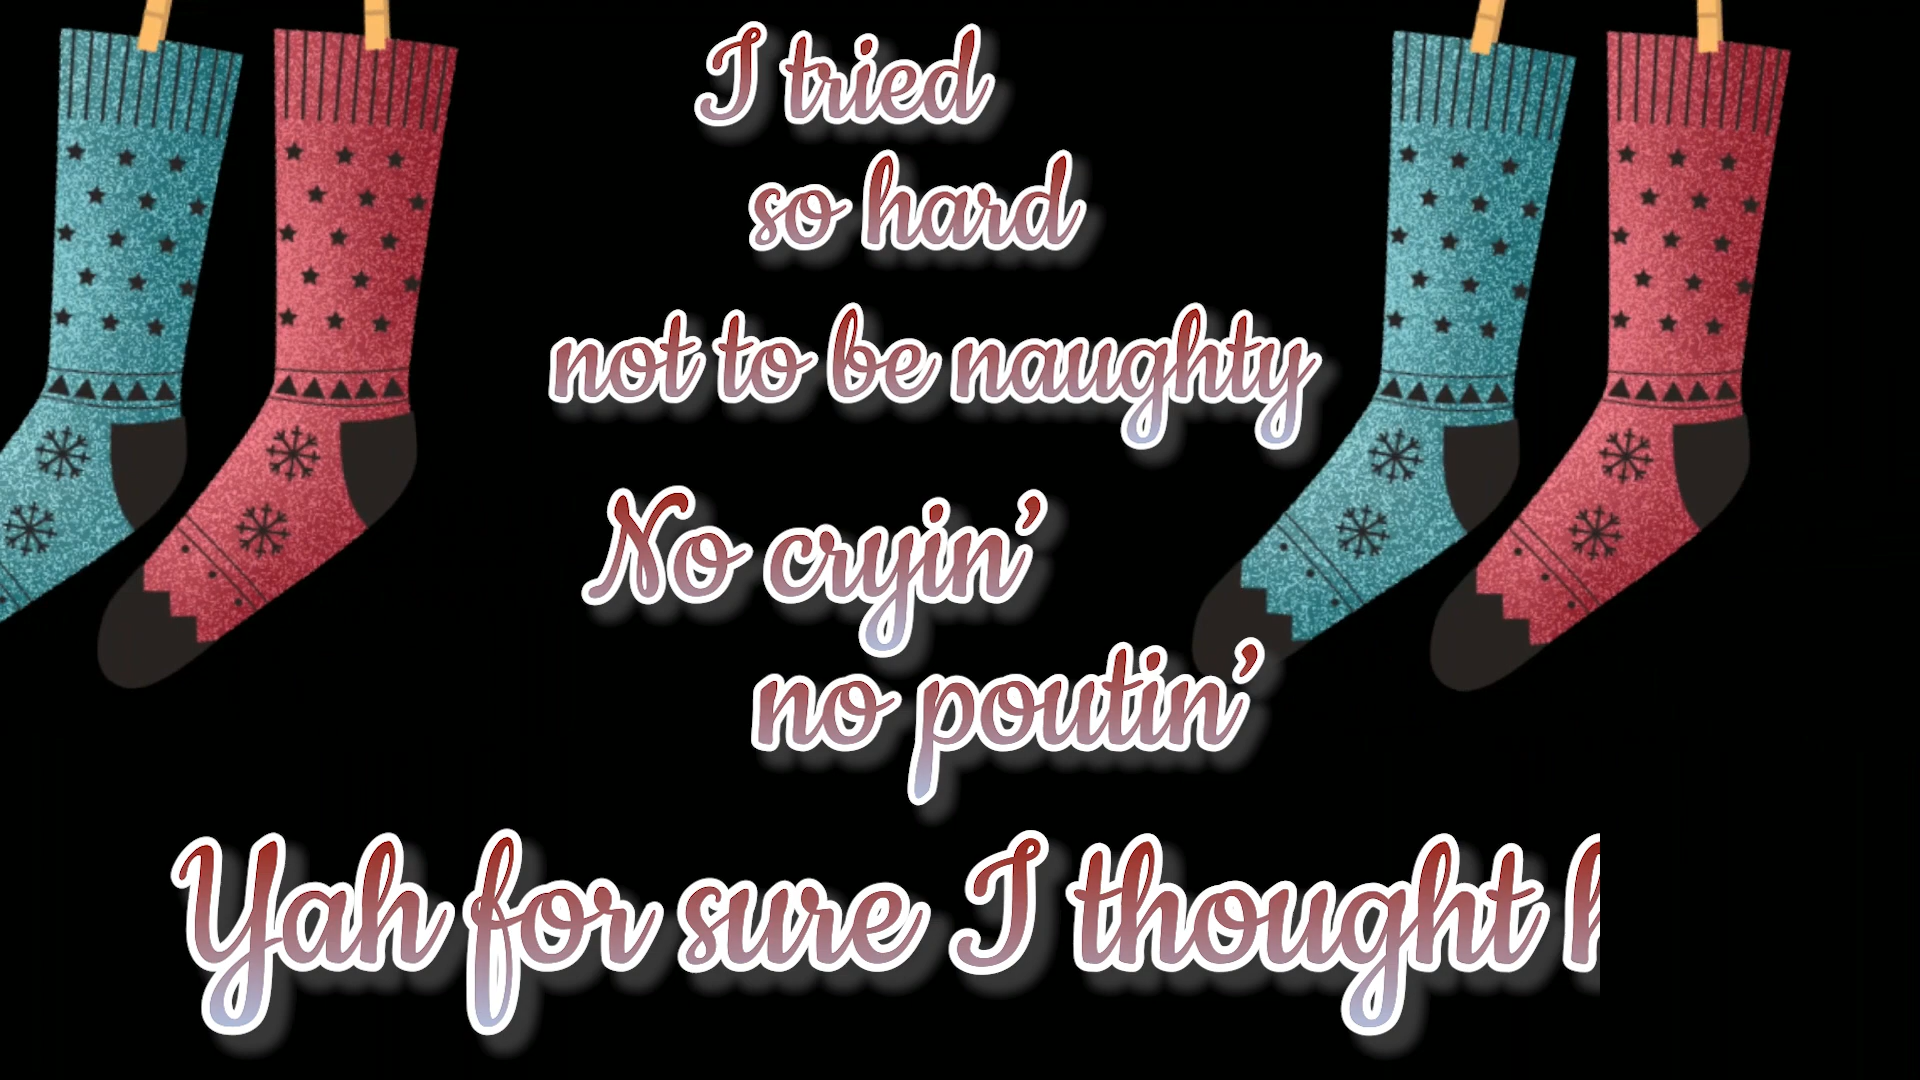 I tried
so hard
not to be naughty
No cryin’
no poutin’
Yah for sure I thought